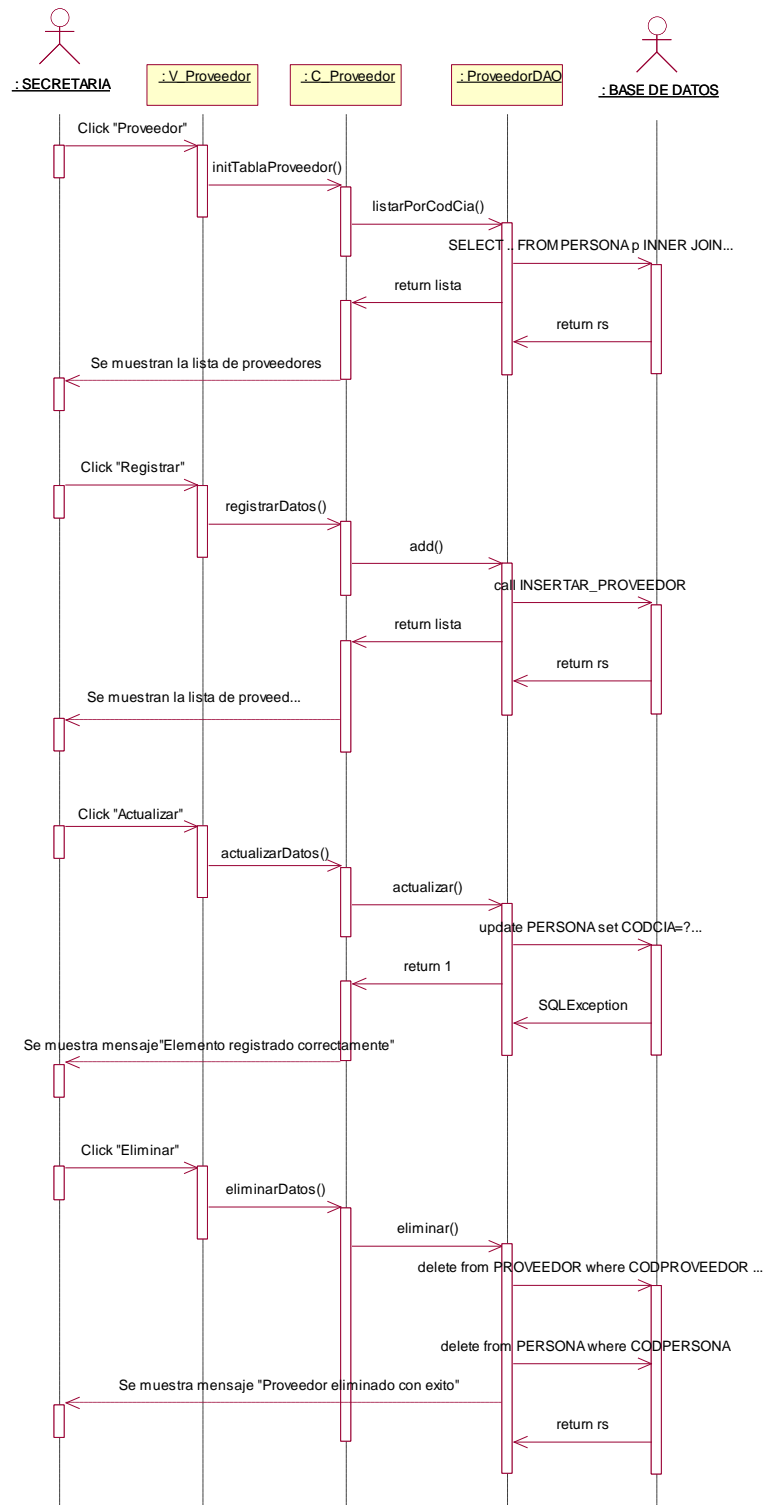 : SECRETARIA
: V_Proveedor
: C_Proveedor
: ProveedorDAO
: BASE DE DATOS
Click "Proveedor"
initTablaProveedor()
listarPorCodCia()
SELECT .. FROM PERSONA p INNER JOIN...
return lista
return rs
Se muestran la lista de proveedores
Click "Registrar"
registrarDatos()
add()
call INSERTAR_PROVEEDOR
return lista
return rs
Se muestran la lista de proveed...
Click "Actualizar"
actualizarDatos()
actualizar()
update PERSONA set CODCIA=?...
return 1
SQLException
Se muestra mensaje"Elemento registrado correctamente"
Click "Eliminar"
eliminarDatos()
eliminar()
delete from PROVEEDOR where CODPROVEEDOR ...
delete from PERSONA where CODPERSONA
Se muestra mensaje "Proveedor eliminado con exito"
return rs